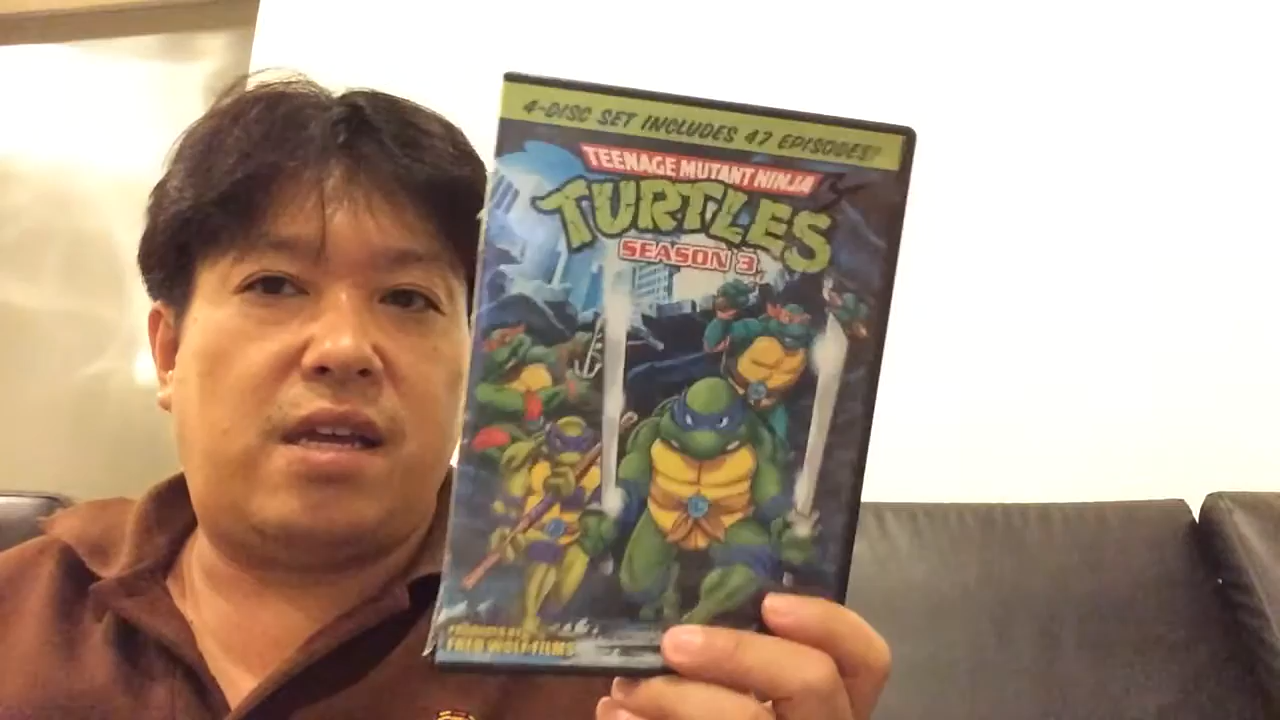 4-DISC SET INCLUDES 47 EPISODES!
TEENAGE MUTANT NINJA
TURTLES
SEASON 3
FRED WOLF FILMS